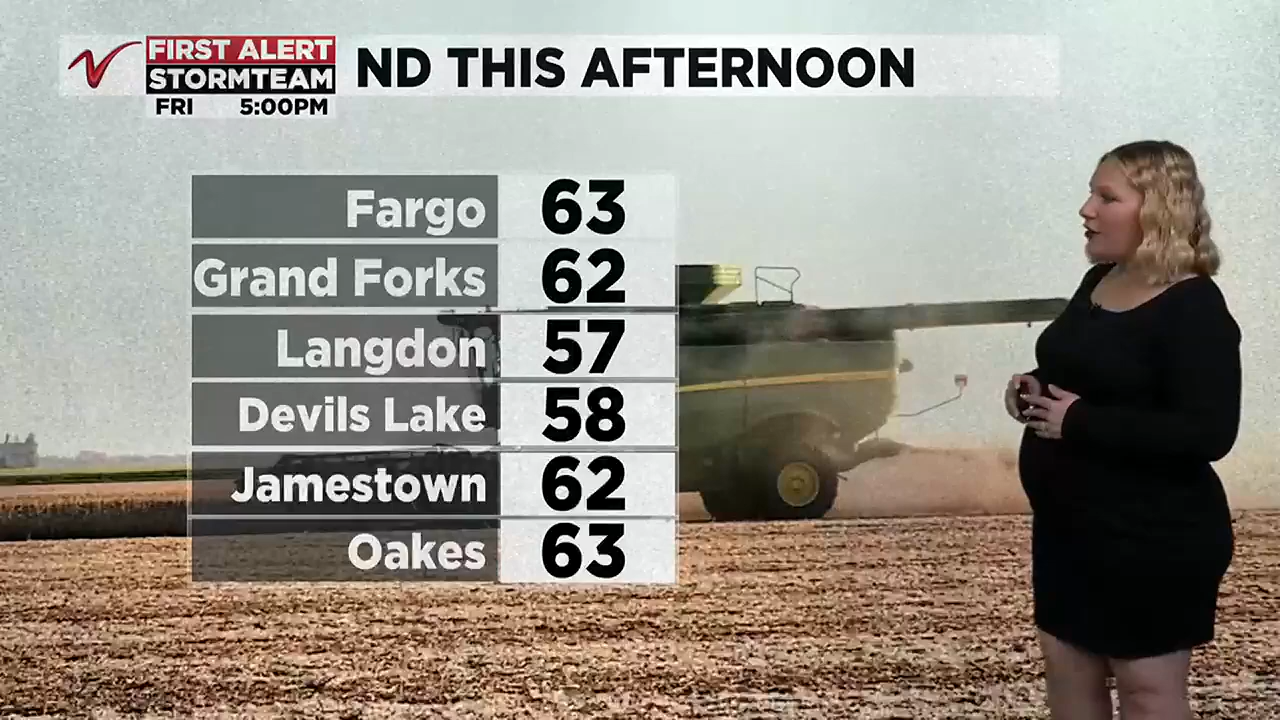 FIRST ALERT
STORMTEAM
FRI 5:00PM
ND THIS AFTERNOON
Fargo 63
Grand Forks 62
Langdon 57
Devils Lake 58
Jamestown 62
Oakes 63